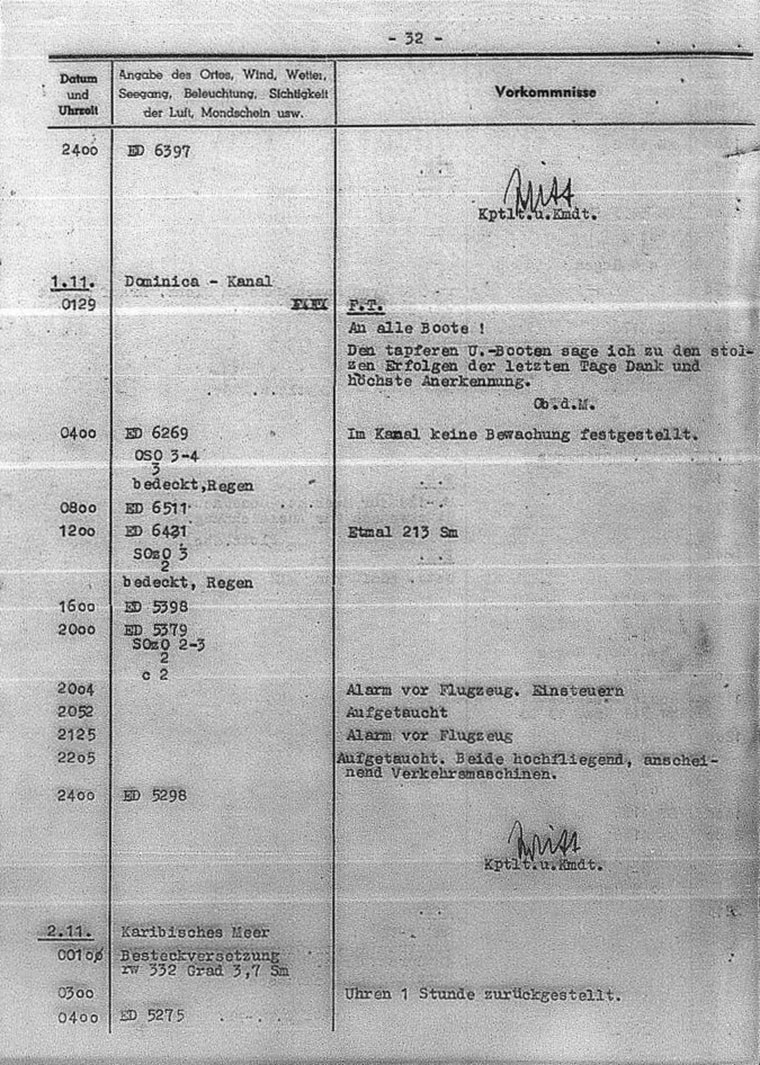 - 32 -
Datum
und
Uhrzeit
Angabe des Ortes, Wind, Wetter,
Seegang, Beleuchtung, Sichtigkeit
der Luft, Mondschein usw.
Vorkommnisse
2400 ED 6397
Witt
Kptlt.u.Kmdt.
1.11. Dominica - Kanal
0129 F.T.
An alle Boote !
Den tapferen U.-Booten sage ich zu den stol-
zen Erfolgen der letzten Tage Dank und
höchste Anerkennung.
Ob.d.M.
0400 ED 6269 Im Kanal keine Bewachung festgestellt.
OSO 3-4
3
bedeckt,Regen
0800 ED 6511
1200 ED 6431 Etmal 213 Sm
SOzO 3
2
bedeckt, Regen
1600 ED 5398
2000 ED 5379
SOzO 2-3
2
c 2
2004 Alarm vor Flugzeug. Einsteuern
2052 Aufgetaucht
2125 Alarm vor Flugzeug
2205 Aufgetaucht. Beide hochfliegend, anschei-
nend Verkehrsmaschinen.
2400 ED 5298
Witt
Kptlt.u.Kmdt.
2.11. Karibisches Meer
0010 Besteckversetzung
rw 332 Grad 3,7 Sm
0300 Uhren 1 Stunde zurückgestellt.
0400 ED 5275